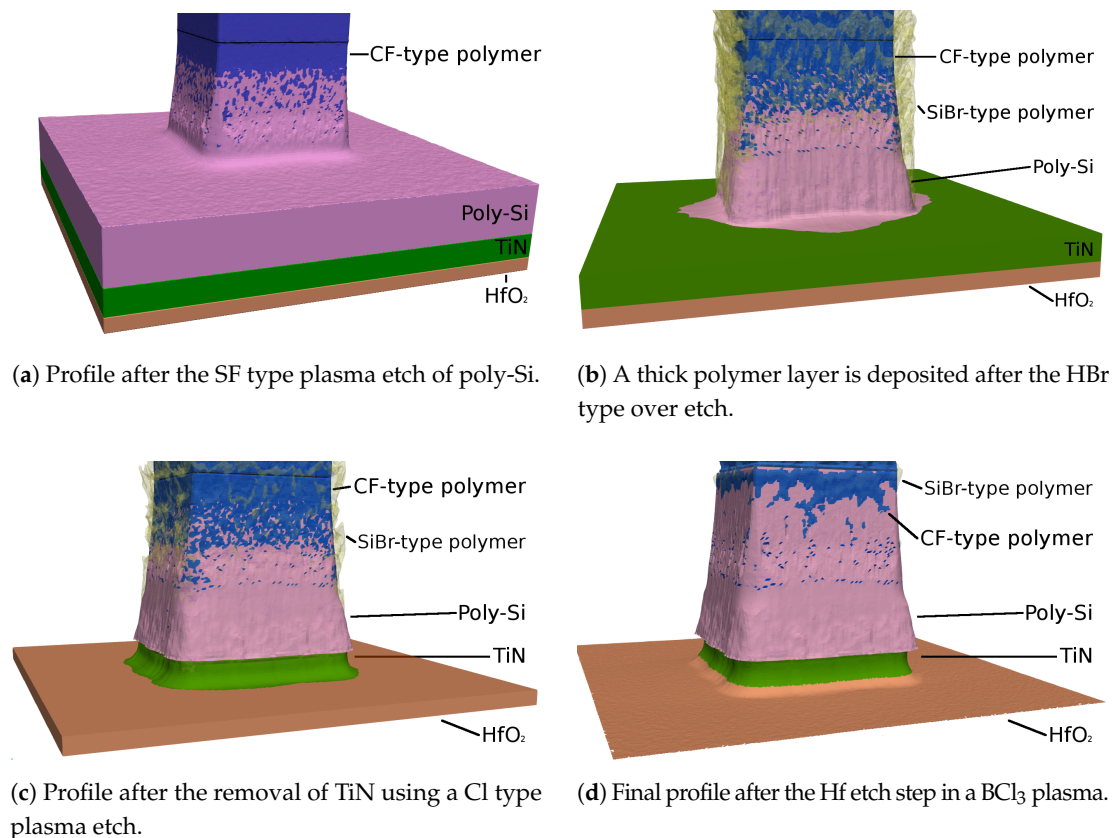 CF-type polymer
Poly-Si
TiN
HfO₂
(a) Profile after the SF type plasma etch of poly-Si.
CF-type polymer
SiBr-type polymer
Poly-Si
TiN
HfO₂
(b) A thick polymer layer is deposited after the HBr
type over etch.
CF-type polymer
SiBr-type polymer
Poly-Si
TiN
HfO₂
(c) Profile after the removal of TiN using a Cl type
plasma etch.
SiBr-type polymer
CF-type polymer
Poly-Si
TiN
HfO₂
(d) Final profile after the Hf etch step in a BCl₃ plasma.